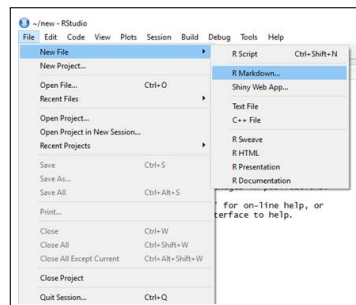 ~/new - RStudio
File Edit Code View Plots Session Build Debug Tools Help
New File
New Project...
Open File... Ctrl+O
Recent Files
Open Project...
Open Project in New Session...
Recent Projects
Save Ctrl+S
Save As...
Save All Ctrl+Alt+S
Print...
Close Ctrl+W
Close All Ctrl+Shift+W
Close All Except Current Ctrl+Alt+Shift+W
Close Project
Quit Session... Ctrl+Q
R Script Ctrl+Shift+N
R Markdown...
Shiny Web App...
Text File
C++ File
R Sweave
R HTML
R Presentation
R Documentation
for on-line help, or
terface to help.